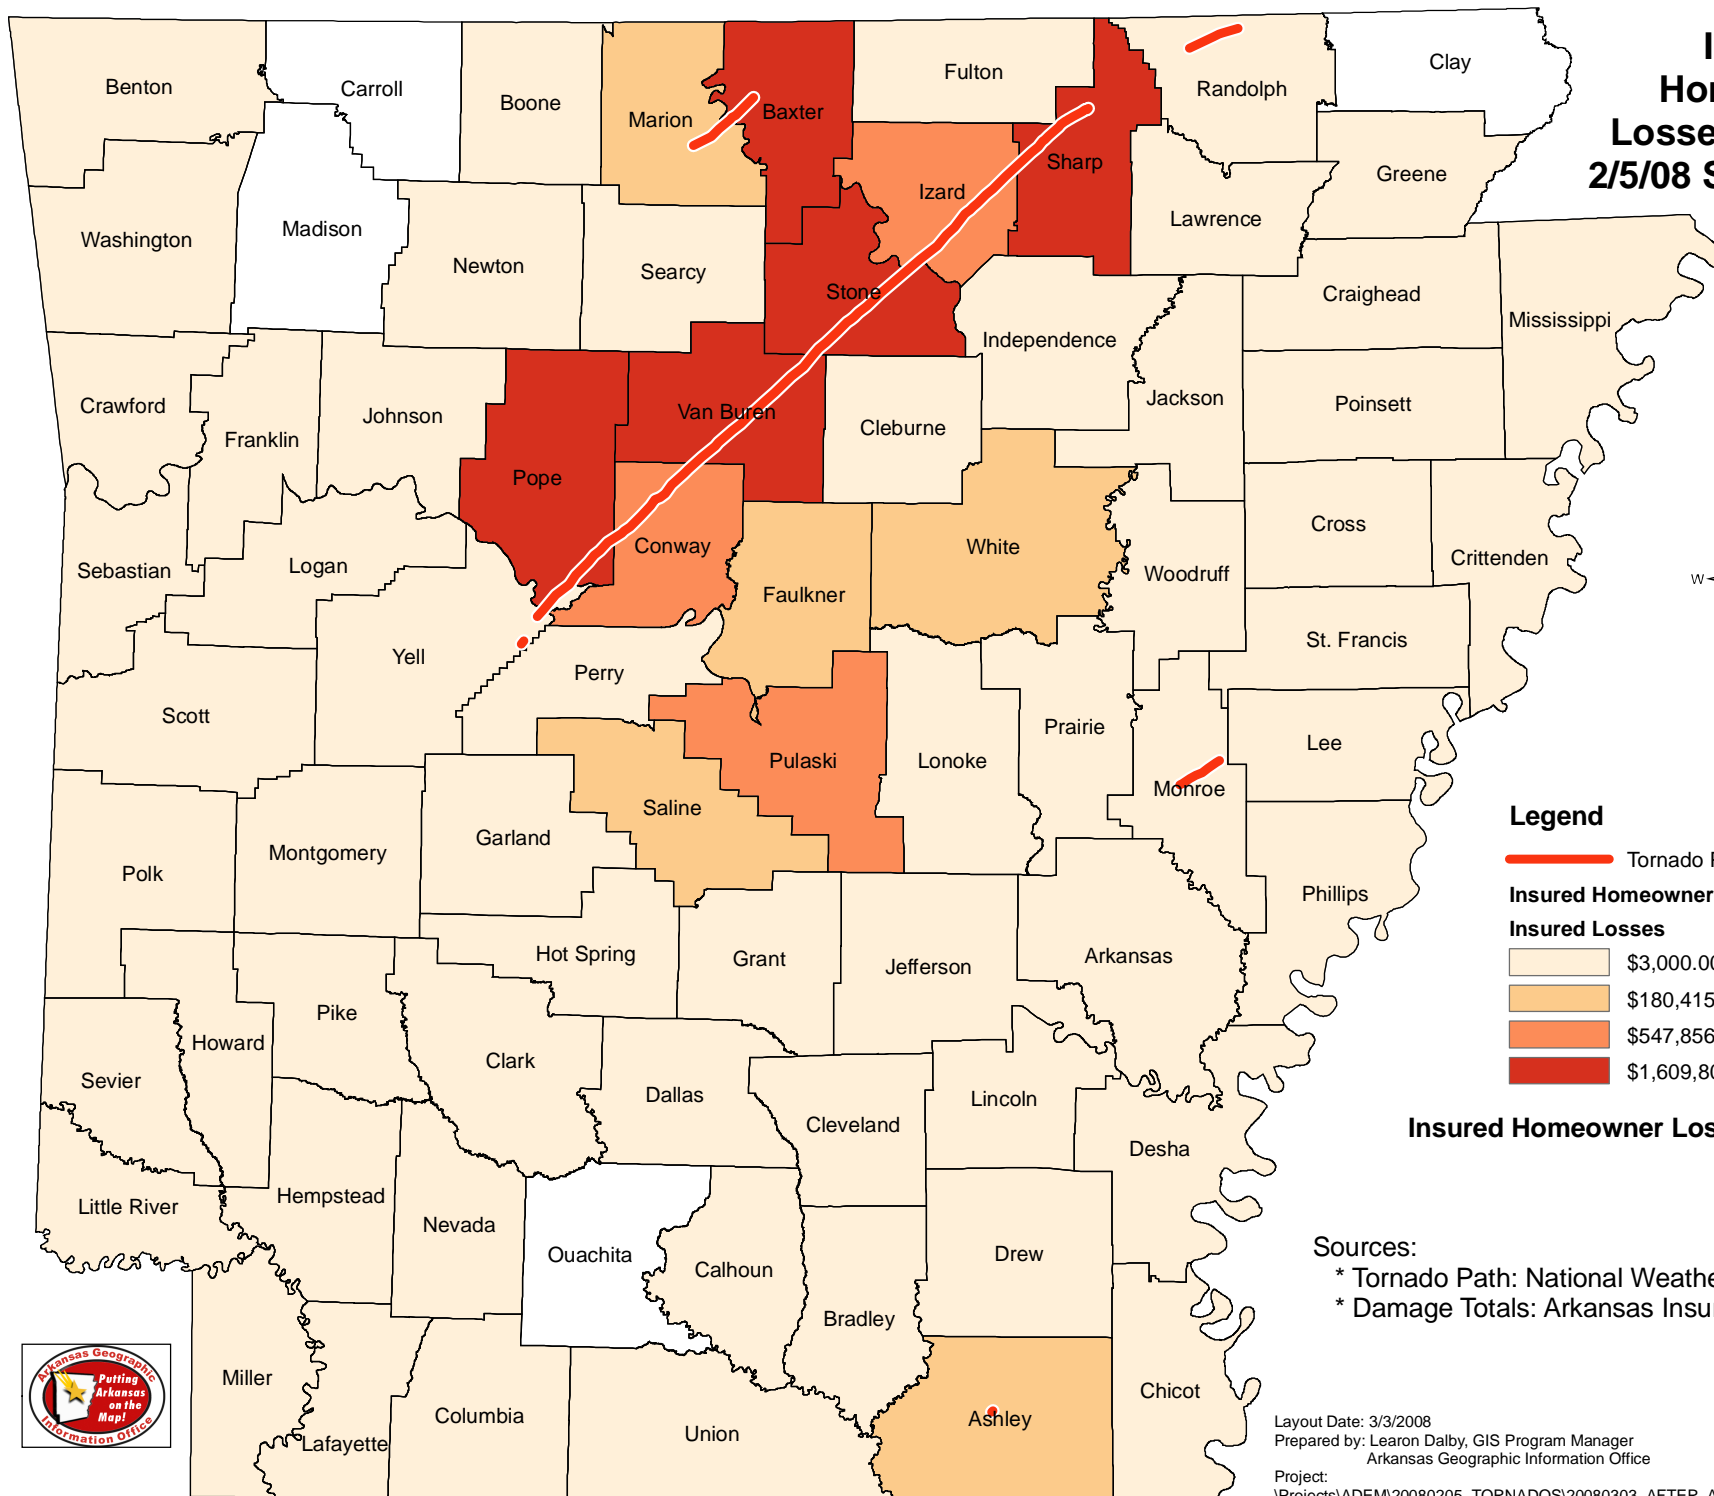 I
Hor
Losse
2/5/08 S
Benton
Carroll
Boone
Marion
Baxter
Fulton
Sharp
Randolph
Clay
Izard
Greene
Lawrence
Washington
Madison
Newton
Searcy
Stone
Independence
Craighead
Mississippi
Jackson
Poinsett
Crawford
Franklin
Johnson
Pope
Van Buren
Cleburne
Conway
White
Cross
Crittenden
Sebastian
Logan
Faulkner
Woodruff
W
St. Francis
Yell
Perry
Scott
Pulaski
Lonoke
Prairie
Lee
Monroe
Saline
Garland
Montgomery
Polk
Phillips
Hot Spring
Grant
Jefferson
Arkansas
Pike
Howard
Clark
Sevier
Dallas
Lincoln
Cleveland
Desha
Little River
Hempstead
Nevada
Ouachita
Calhoun
Drew
Bradley
Miller
Columbia
Lafayette
Union
Ashley
Chicot
Legend
Tornado P
Insured Homeowner
Insured Losses
$3,000.00
$180,415
$547,856
$1,609,80
Insured Homeowner Los
Sources:
* Tornado Path: National Weathe
* Damage Totals: Arkansas Insu
Arkansas Geographic
Putting
Arkansas
on the
Map!
Information Office
Layout Date: 3/3/2008
Prepared by: Learon Dalby, GIS Program Manager
Arkansas Geographic Information Office
Project:
\Projects\ADEM\20080205_TORNADOS\20080303_AFTER_A